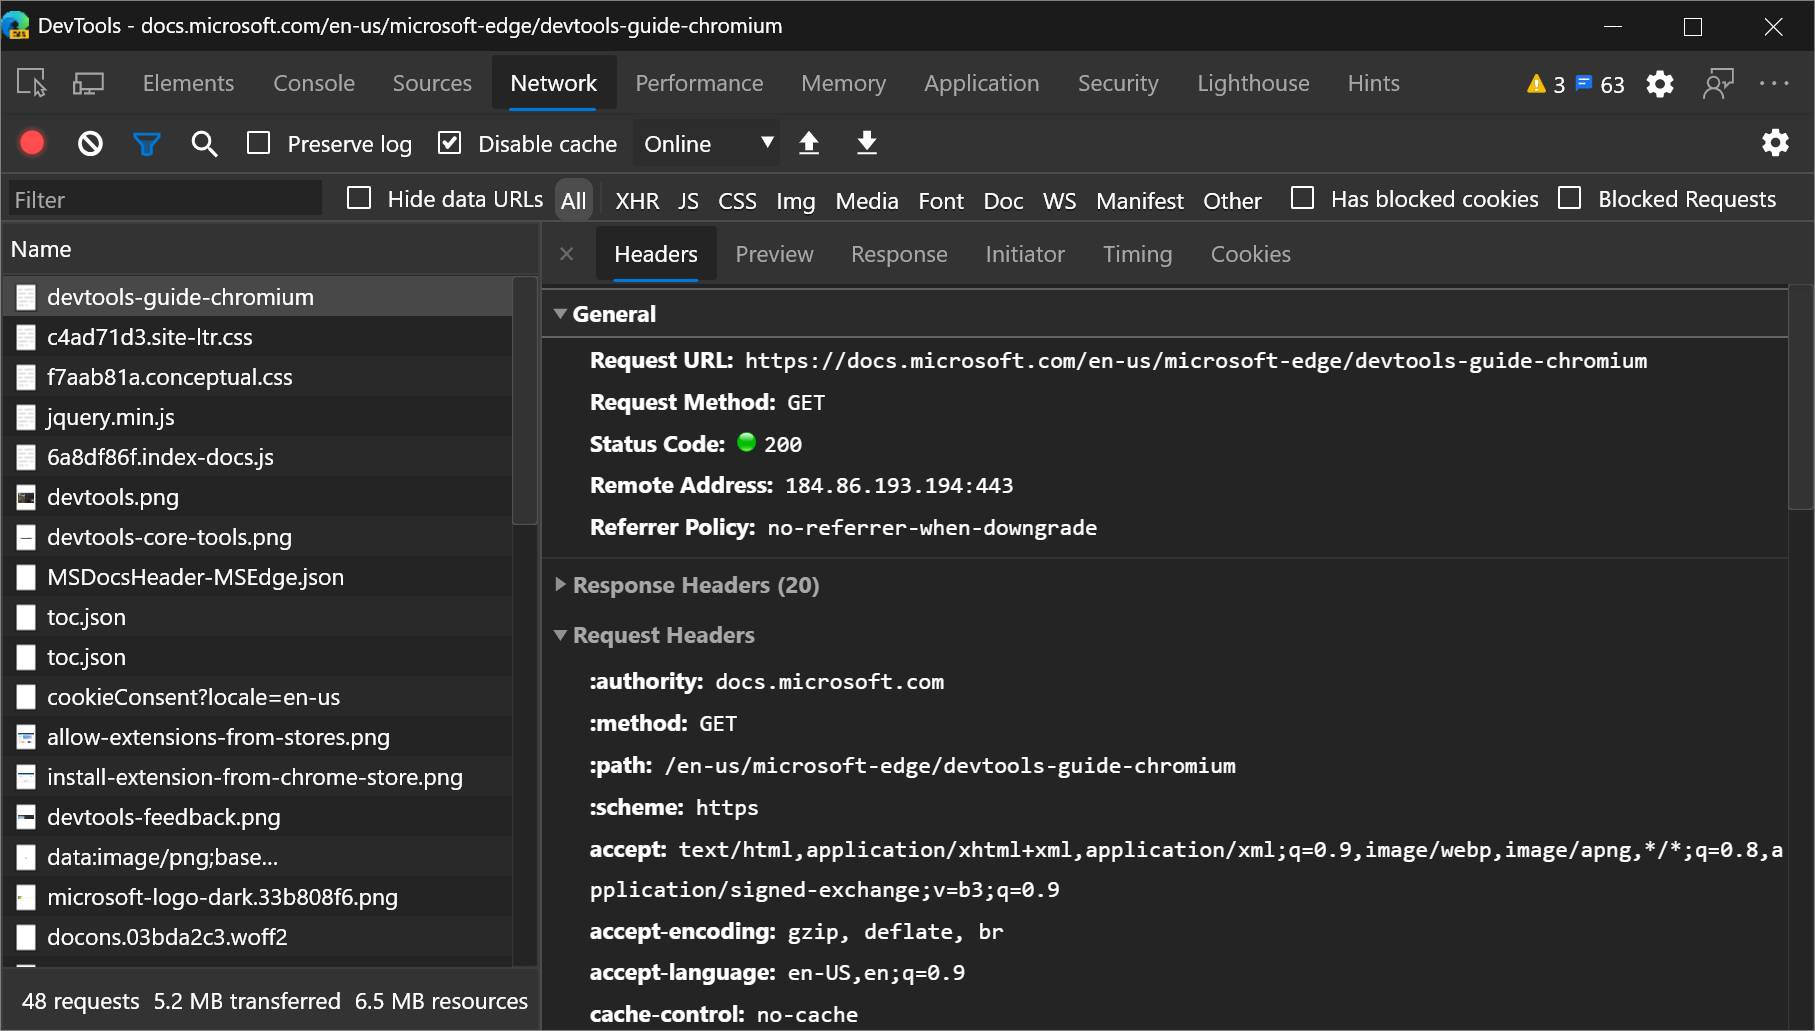 DevTools - docs.microsoft.com/en-us/microsoft-edge/devtools-guide-chromium
Elements Console Sources Network Performance Memory Application Security Lighthouse Hints 3 63
Preserve log Disable cache Online
Filter Hide data URLs All XHR JS CSS Img Media Font Doc WS Manifest Other Has blocked cookies Blocked Requests
Name
devtools-guide-chromium
c4ad71d3.site-ltr.css
f7aab81a.conceptual.css
jquery.min.js
6a8df86f.index-docs.js
devtools.png
devtools-core-tools.png
MSDocsHeader-MSEdge.json
toc.json
toc.json
cookieConsent?locale=en-us
allow-extensions-from-stores.png
install-extension-from-chrome-store.png
devtools-feedback.png
data:image/png;base...
microsoft-logo-dark.33b808f6.png
docons.03bda2c3.woff2
48 requests 5.2 MB transferred 6.5 MB resources
Headers Preview Response Initiator Timing Cookies
General
Request URL: https://docs.microsoft.com/en-us/microsoft-edge/devtools-guide-chromium
Request Method: GET
Status Code: 200
Remote Address: 184.86.193.194:443
Referrer Policy: no-referrer-when-downgrade
Response Headers (20)
Request Headers
:authority: docs.microsoft.com
:method: GET
:path: /en-us/microsoft-edge/devtools-guide-chromium
:scheme: https
accept: text/html,application/xhtml+xml,application/xml;q=0.9,image/webp,image/apng,*/*;q=0.8,a
pplication/signed-exchange;v=b3;q=0.9
accept-encoding: gzip, deflate, br
accept-language: en-US,en;q=0.9
cache-control: no-cache